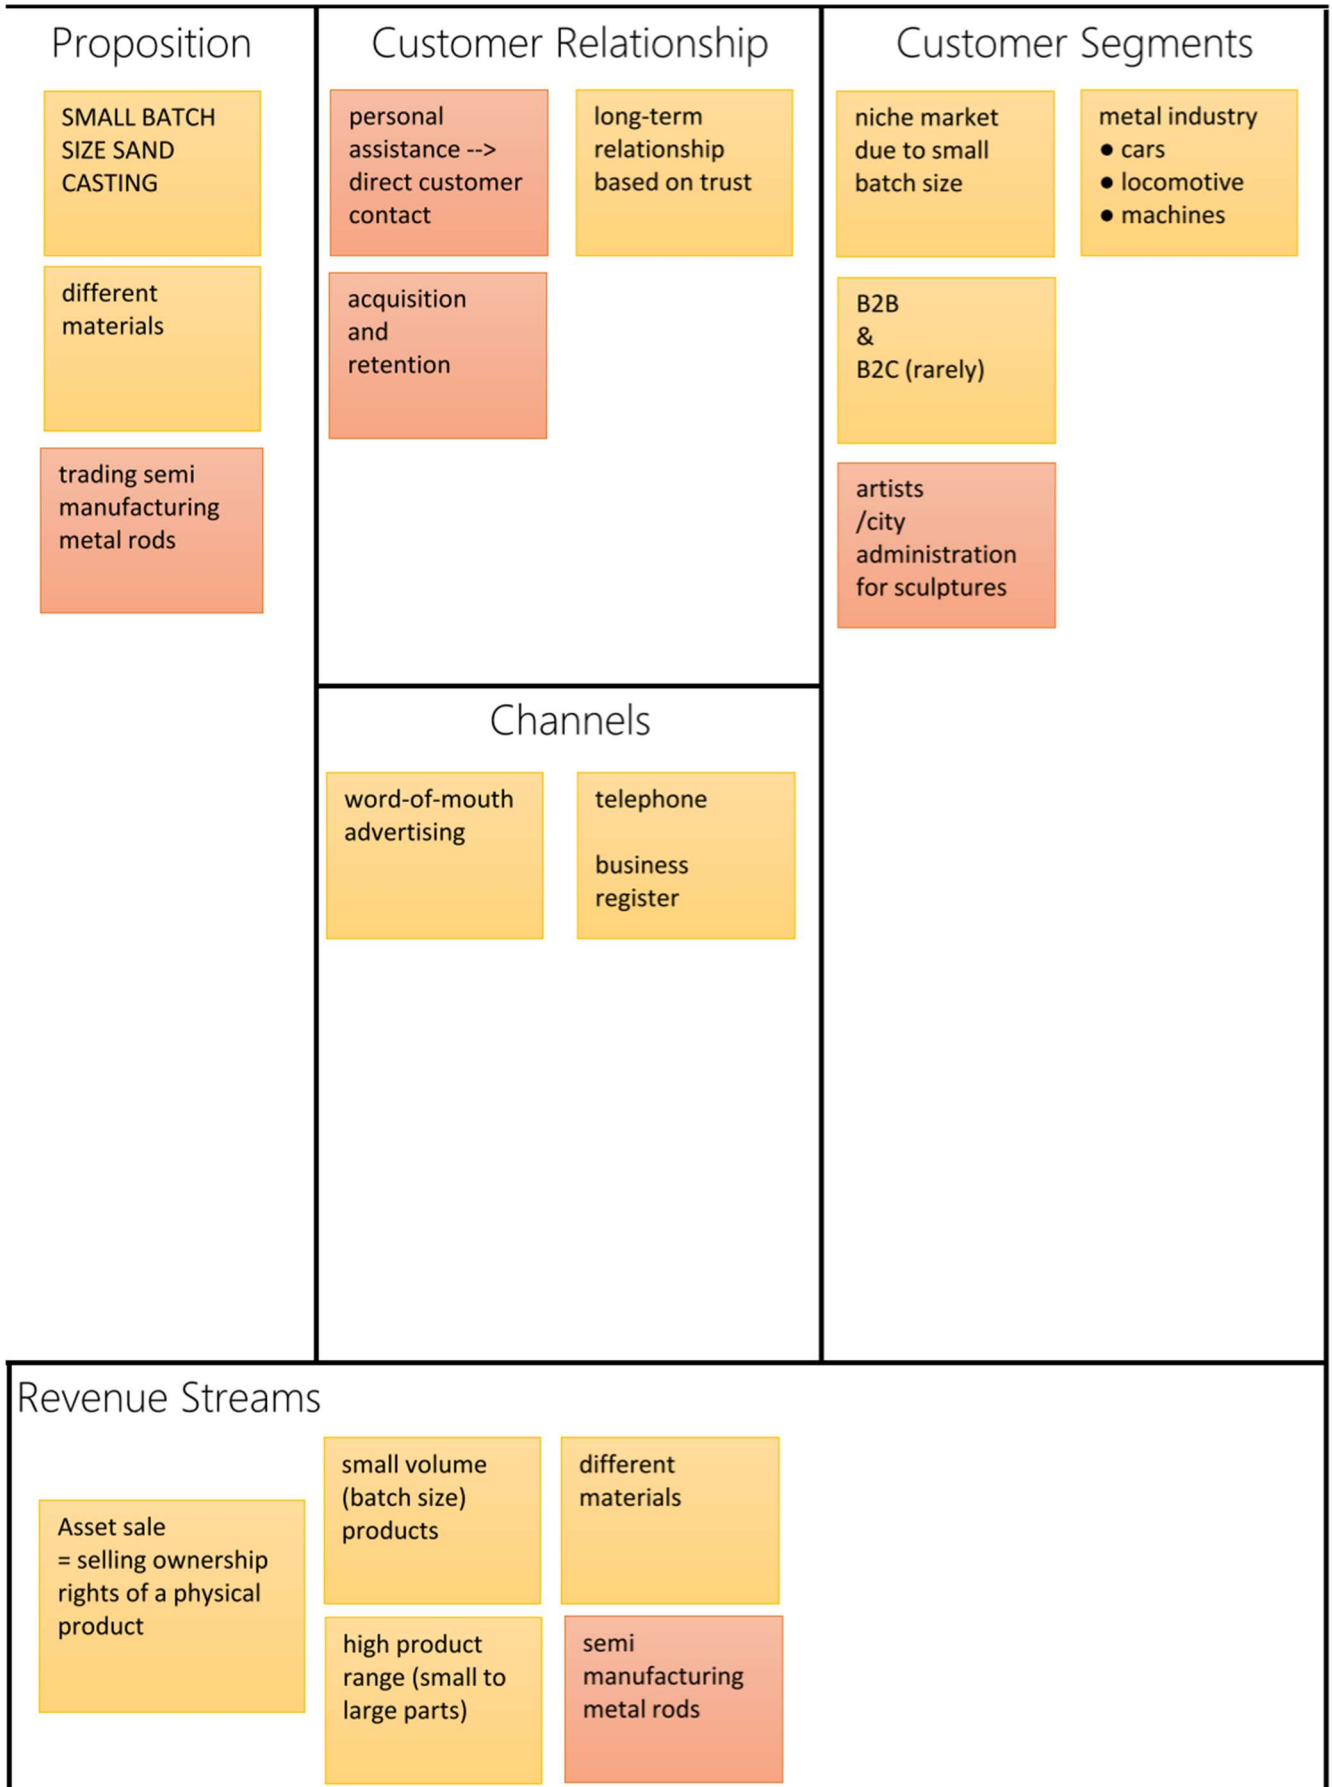 Proposition
SMALL BATCH
SIZE SAND
CASTING
different
materials
trading semi
manufacturing
metal rods
Customer Relationship
personal
assistance -->
direct customer
contact
long-term
relationship
based on trust
acquisition
and
retention
Channels
word-of-mouth
advertising
telephone
business
register
Customer Segments
niche market
due to small
batch size
metal industry
● cars
● locomotive
● machines
B2B
&
B2C (rarely)
artists
/city
administration
for sculptures
Revenue Streams
Asset sale
= selling ownership
rights of a physical
product
small volume
(batch size)
products
different
materials
high product
range (small to
large parts)
semi
manufacturing
metal rods